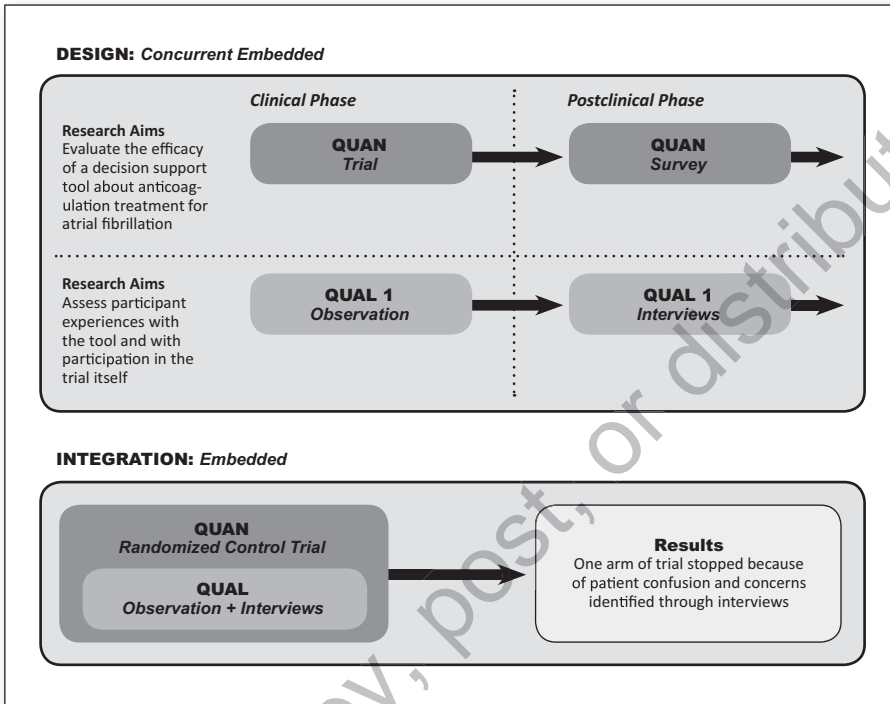 DESIGN: Concurrent Embedded
Clinical Phase
Postclinical Phase
Research Aims
Evaluate the efficacy
of a decision support
tool about anticoag-
ulation treatment for
atrial fibrillation
QUAN
Trial
QUAN
Survey
Research Aims
Assess participant
experiences with
the tool and with
participation in the
trial itself
QUAL 1
Observation
QUAL 1
Interviews
INTEGRATION: Embedded
QUAN
Randomized Control Trial
QUAL
Observation + Interviews
Results
One arm of trial stopped because
of patient confusion and concerns
identified through interviews
post, or